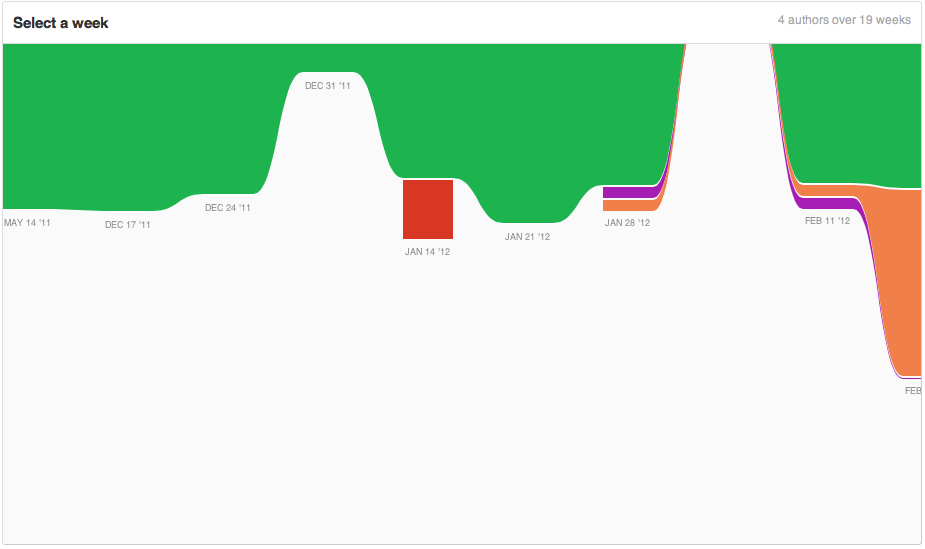 Select a week
4 authors over 19 weeks
MAY 14 '11
DEC 17 '11
DEC 24 '11
DEC 31 '11
JAN 14 '12
JAN 21 '12
JAN 28 '12
FEB 11 '12
FEB